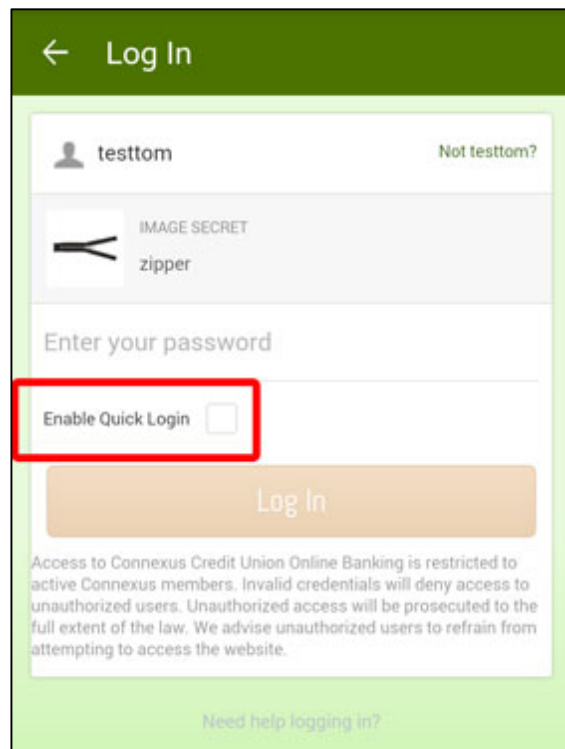 Log In
testtom
Not testtom?
IMAGE SECRET
zipper
Enter your password
Enable Quick Login
Log In
Access to Connexus Credit Union Online Banking is restricted to
active Connexus members. Invalid credentials will deny access to
unauthorized users. Unauthorized access will be prosecuted to the
full extent of the law. We advise unauthorized users to refrain from
attempting to access the website.
Need help logging in?